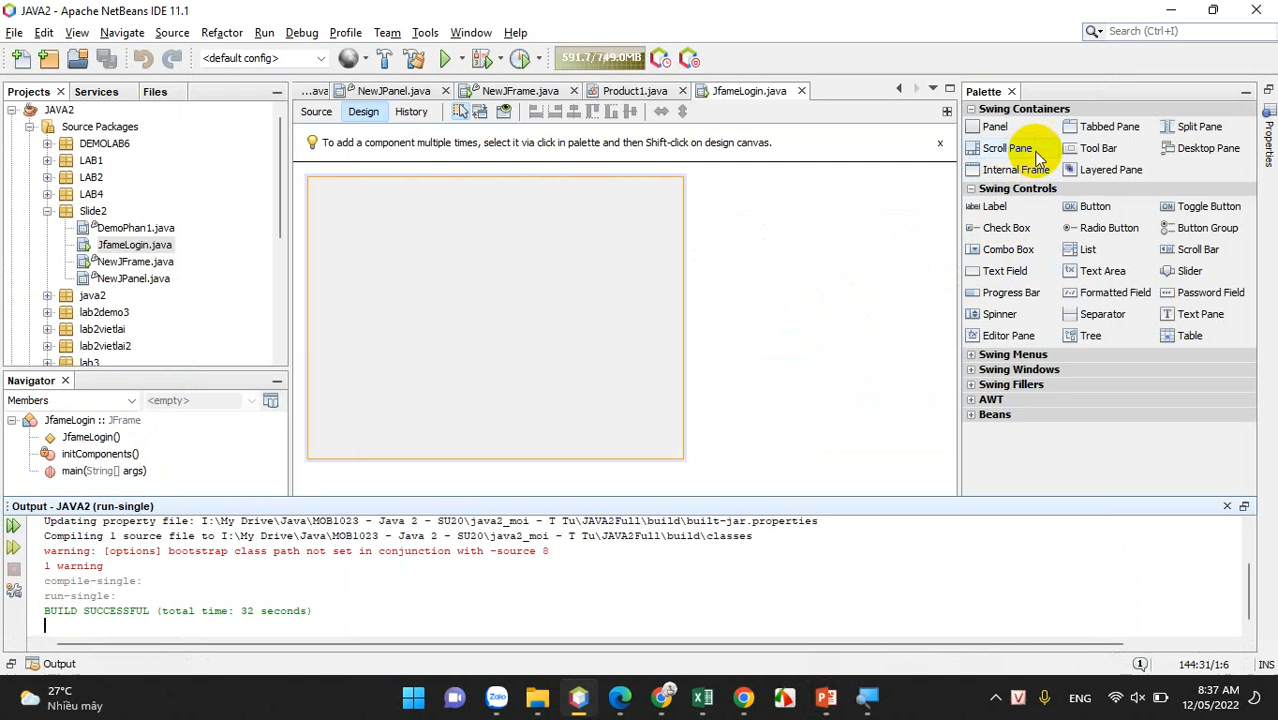 JAVA2 - Apache NetBeans IDE 11.1
File Edit View Navigate Source Refactor Run Debug Profile Team Tools Window Help
Search (Ctrl+I)
<default config>
591.7/749.0MB
Projects Services Files
...ava NewJPanel.java NewJFrame.java Product1.java JfameLogin.java
Palette
Properties
Source Design History
To add a component multiple times, select it via click in palette and then Shift-click on design canvas.
x
JAVA2
Source Packages
DEMOLAB6
LAB1
LAB2
LAB4
Slide2
DemoPhan1.java
JfameLogin.java
NewJFrame.java
NewJPanel.java
java2
lab2demo3
lab2vietlai
lab2vietlai2
lab3
Swing Containers
Panel Tabbed Pane Split Pane
Scroll Pane Tool Bar Desktop Pane
Internal Frame Layered Pane
Swing Controls
Label Button Toggle Button
Check Box Radio Button Button Group
Combo Box List Scroll Bar
Text Field Text Area Slider
Progress Bar Formatted Field Password Field
Spinner Separator Text Pane
Editor Pane Tree Table
Swing Menus
Swing Windows
Swing Fillers
AWT
Beans
Navigator
Members <empty>
JfameLogin :: JFrame
JfameLogin()
initComponents()
main(String[] args)
Output - JAVA2 (run-single)
Updating property file: I:\My Drive\Java\MOB1023 - Java 2 - SU20\java2_moi - T Tu\JAVA2Full\build\built-jar.properties
Compiling 1 source file to I:\My Drive\Java\MOB1023 - Java 2 - SU20\java2_moi - T Tu\JAVA2Full\build\classes
warning: [options] bootstrap class path not set in conjunction with -source 8
1 warning
compile-single:
run-single:
BUILD SUCCESSFUL (total time: 32 seconds)
Output
1
144:31/1:6
INS
27°C
Nhiều mây
ENG
8:37 AM
12/05/2022